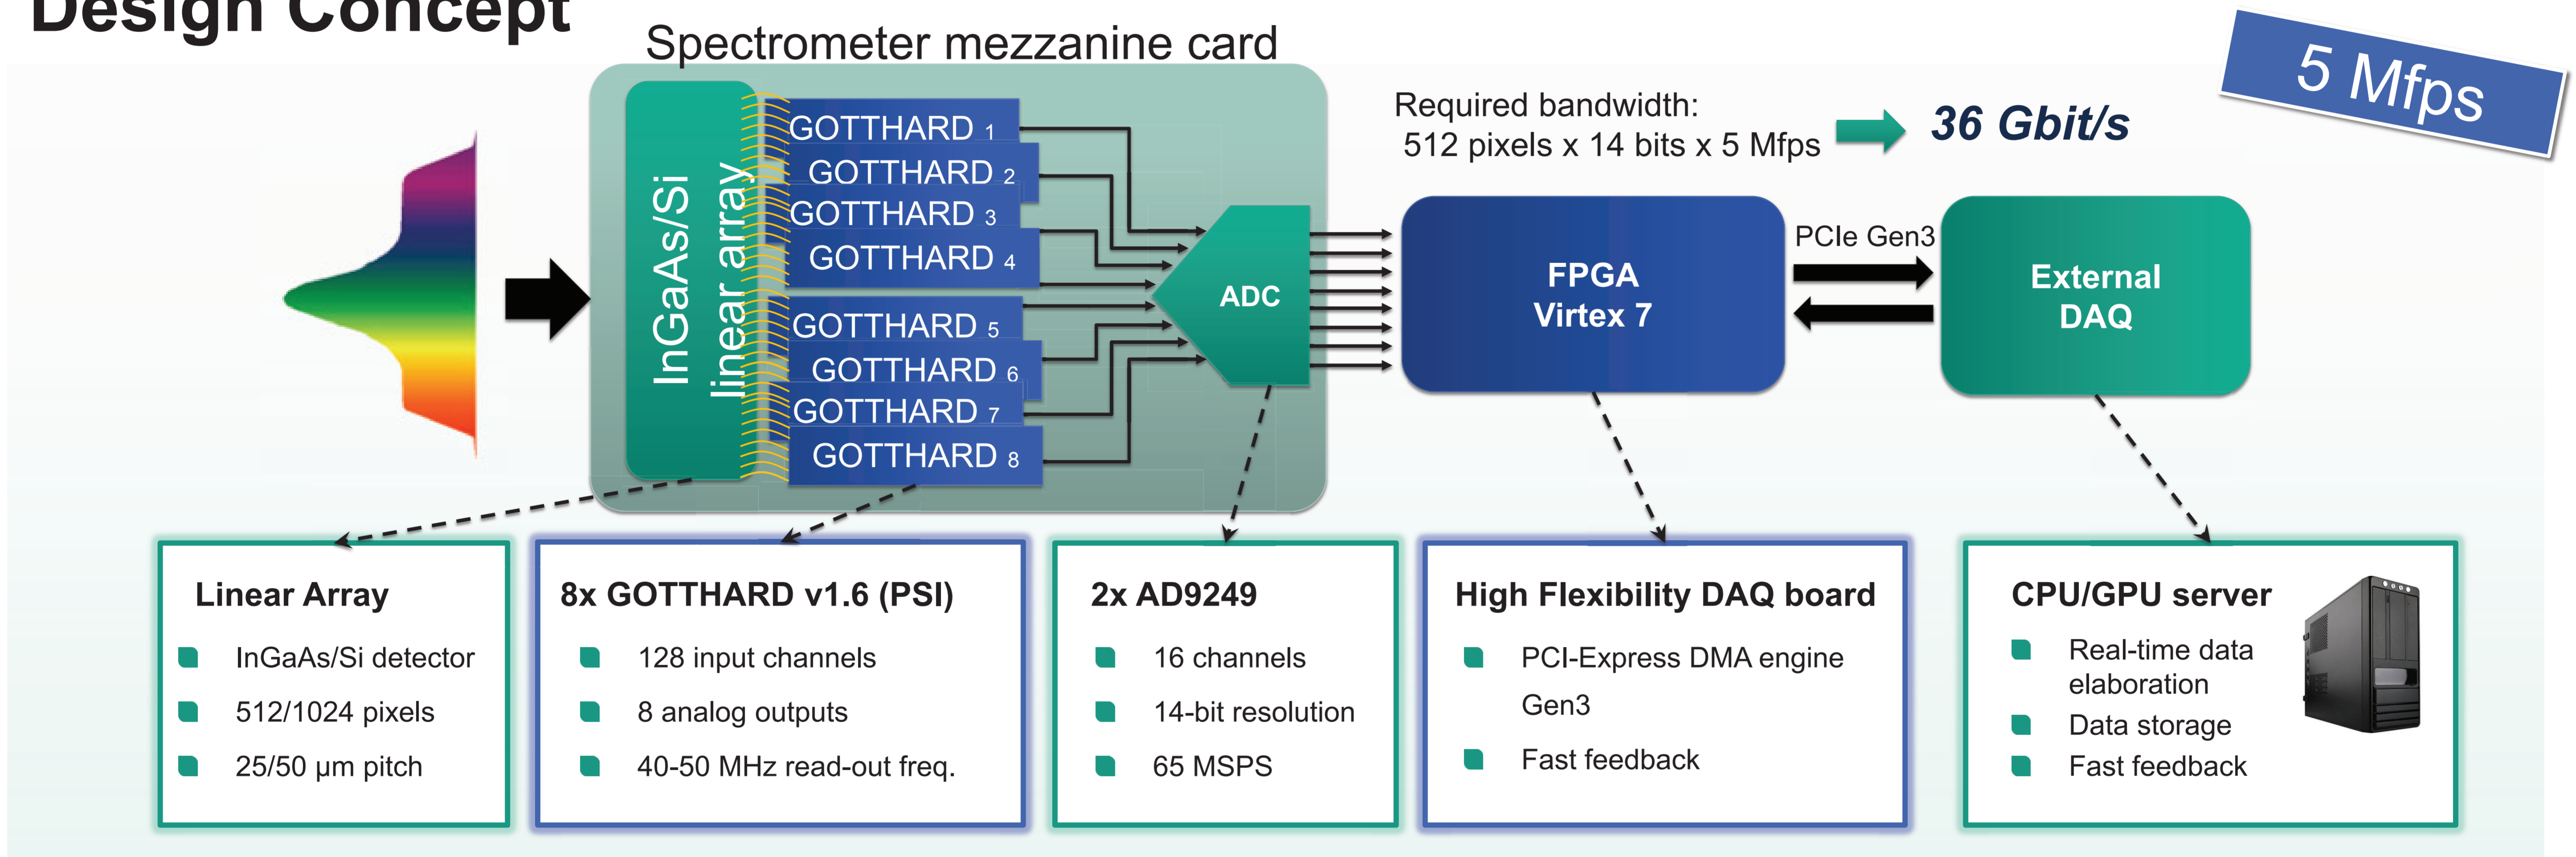 Design Concept
Spectrometer mezzanine card
5 Mfps
InGaAs/Si
linear array
GOTTHARD 1
GOTTHARD 2
GOTTHARD 3
GOTTHARD 4
GOTTHARD 5
GOTTHARD 6
GOTTHARD 7
GOTTHARD 8
ADC
Required bandwidth:
512 pixels x 14 bits x 5 Mfps
36 Gbit/s
FPGA
Virtex 7
PCIe Gen3
External
DAQ
Linear Array
InGaAs/Si detector
512/1024 pixels
25/50 µm pitch
8x GOTTHARD v1.6 (PSI)
128 input channels
8 analog outputs
40-50 MHz read-out freq.
2x AD9249
16 channels
14-bit resolution
65 MSPS
High Flexibility DAQ board
PCI-Express DMA engine
Gen3
Fast feedback
CPU/GPU server
Real-time data
elaboration
Data storage
Fast feedback